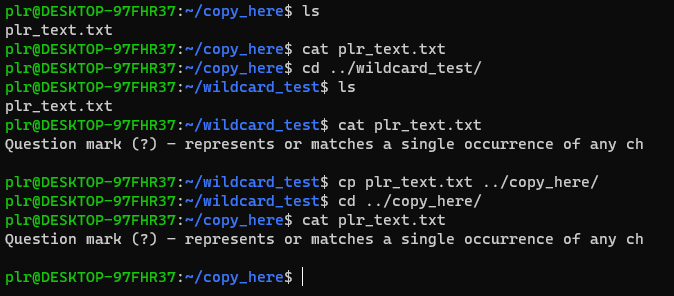 plr@DESKTOP-97FHR37:~/copy_here$ ls
plr_text.txt
plr@DESKTOP-97FHR37:~/copy_here$ cat plr_text.txt
plr@DESKTOP-97FHR37:~/copy_here$ cd ../wildcard_test/
plr@DESKTOP-97FHR37:~/wildcard_test$ ls
plr_text.txt
plr@DESKTOP-97FHR37:~/wildcard_test$ cat plr_text.txt
Question mark (?) – represents or matches a single occurrence of any ch
plr@DESKTOP-97FHR37:~/wildcard_test$ cp plr_text.txt ../copy_here/
plr@DESKTOP-97FHR37:~/wildcard_test$ cd ../copy_here/
plr@DESKTOP-97FHR37:~/copy_here$ cat plr_text.txt
Question mark (?) – represents or matches a single occurrence of any ch
plr@DESKTOP-97FHR37:~/copy_here$